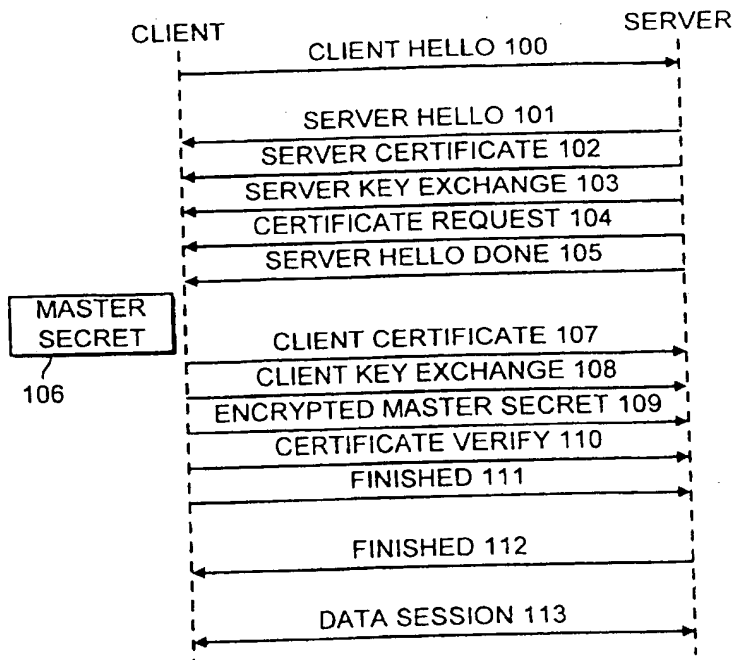 CLIENT
SERVER
CLIENT HELLO 100
SERVER HELLO 101
SERVER CERTIFICATE 102
SERVER KEY EXCHANGE 103
CERTIFICATE REQUEST 104
SERVER HELLO DONE 105
MASTER
SECRET
106
CLIENT CERTIFICATE 107
CLIENT KEY EXCHANGE 108
ENCRYPTED MASTER SECRET 109
CERTIFICATE VERIFY 110
FINISHED 111
FINISHED 112
DATA SESSION 113